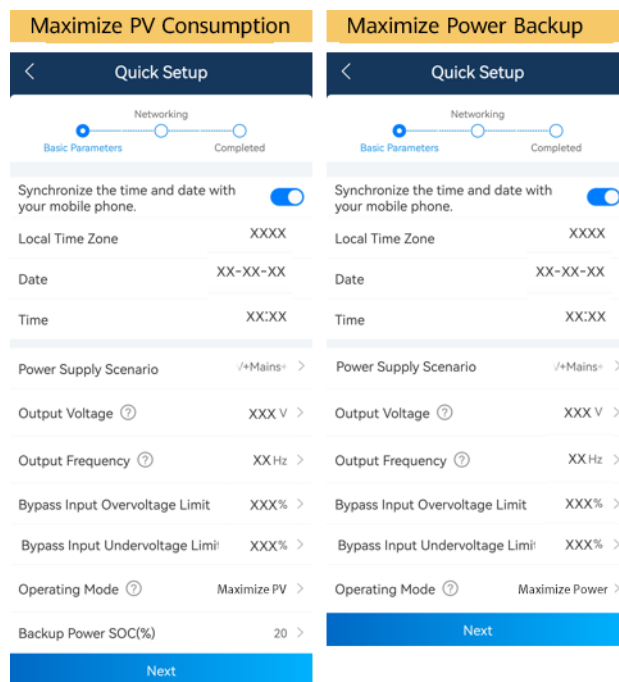 Maximize PV Consumption
Quick Setup
Networking
Basic Parameters
Completed
Synchronize the time and date with
your mobile phone.
Local Time Zone XXXX
Date XX-XX-XX
Time XX:XX
Power Supply Scenario /+Mains+
Output Voltage ? XXX V
Output Frequency ? XX Hz
Bypass Input Overvoltage Limit XXX%
Bypass Input Undervoltage Limi XXX%
Operating Mode ? Maximize PV
Backup Power SOC(%) 20
Next
Maximize Power Backup
Quick Setup
Networking
Basic Parameters
Completed
Synchronize the time and date with
your mobile phone.
Local Time Zone XXXX
Date XX-XX-XX
Time XX:XX
Power Supply Scenario /+Mains+
Output Voltage ? XXX V
Output Frequency ? XX Hz
Bypass Input Overvoltage Limit XXX%
Bypass Input Undervoltage Limi XXX%
Operating Mode ? Maximize Power
Next